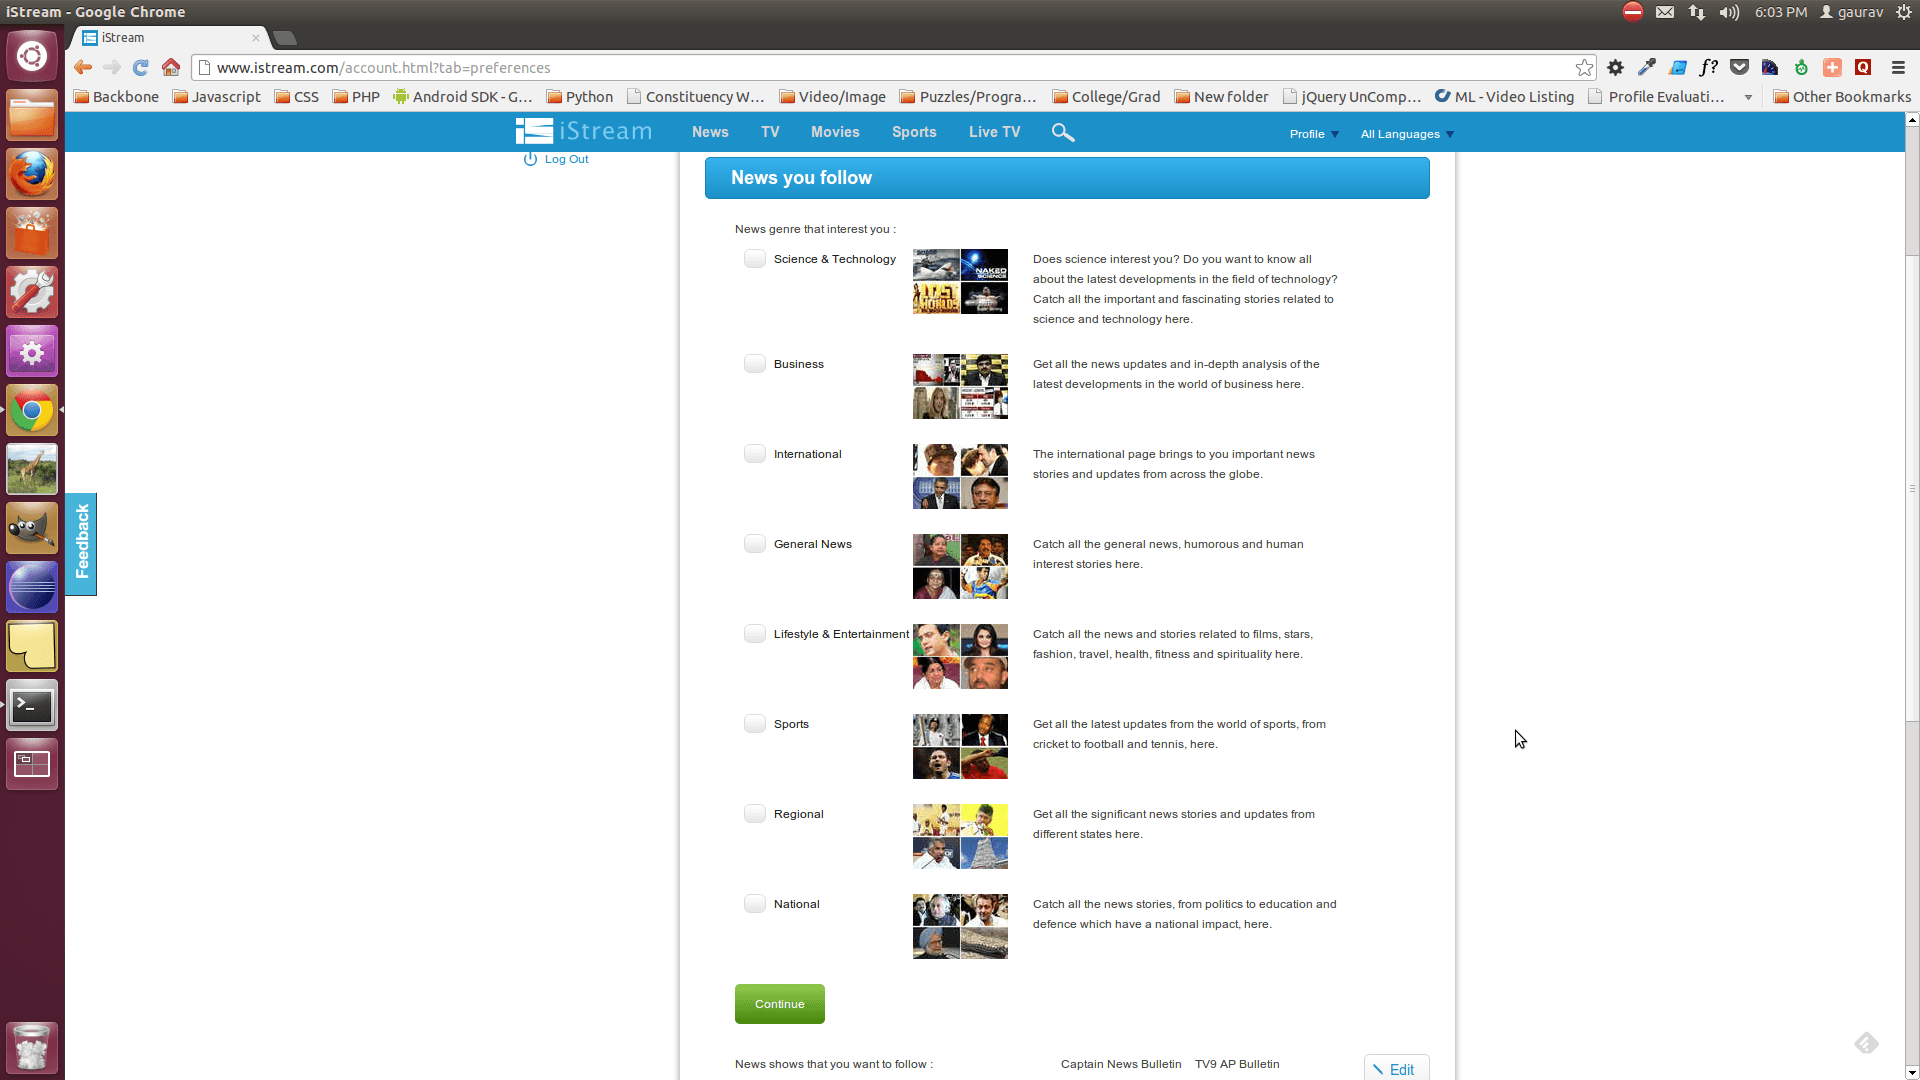 iStream - Google Chrome
6:03 PM
gaurav
iStream
www.istream.com/account.html?tab=preferences
f?
Q
Backbone
Javascript
CSS
PHP
Android SDK - G...
Python
Constituency W...
Video/Image
Puzzles/Progra...
College/Grad
New folder
jQuery UnComp...
ML - Video Listing
Profile Evaluati...
Other Bookmarks
iStream
News
TV
Movies
Sports
Live TV
Profile
All Languages
Log Out
News you follow
News genre that interest you :
Science & Technology
NAKED SCIENCE
LOST WORLDS
Does science interest you? Do you want to know all
about the latest developments in the field of technology?
Catch all the important and fascinating stories related to
science and technology here.
Business
Get all the news updates and in-depth analysis of the
latest developments in the world of business here.
International
The international page brings to you important news
stories and updates from across the globe.
General News
Catch all the general news, humorous and human
interest stories here.
Feedback
Lifestyle & Entertainment
Catch all the news and stories related to films, stars,
fashion, travel, health, fitness and spirituality here.
Sports
Get all the latest updates from the world of sports, from
cricket to football and tennis, here.
Regional
Get all the significant news stories and updates from
different states here.
National
Catch all the news stories, from politics to education and
defence which have a national impact, here.
Continue
News shows that you want to follow :
Captain News Bulletin
TV9 AP Bulletin
Edit